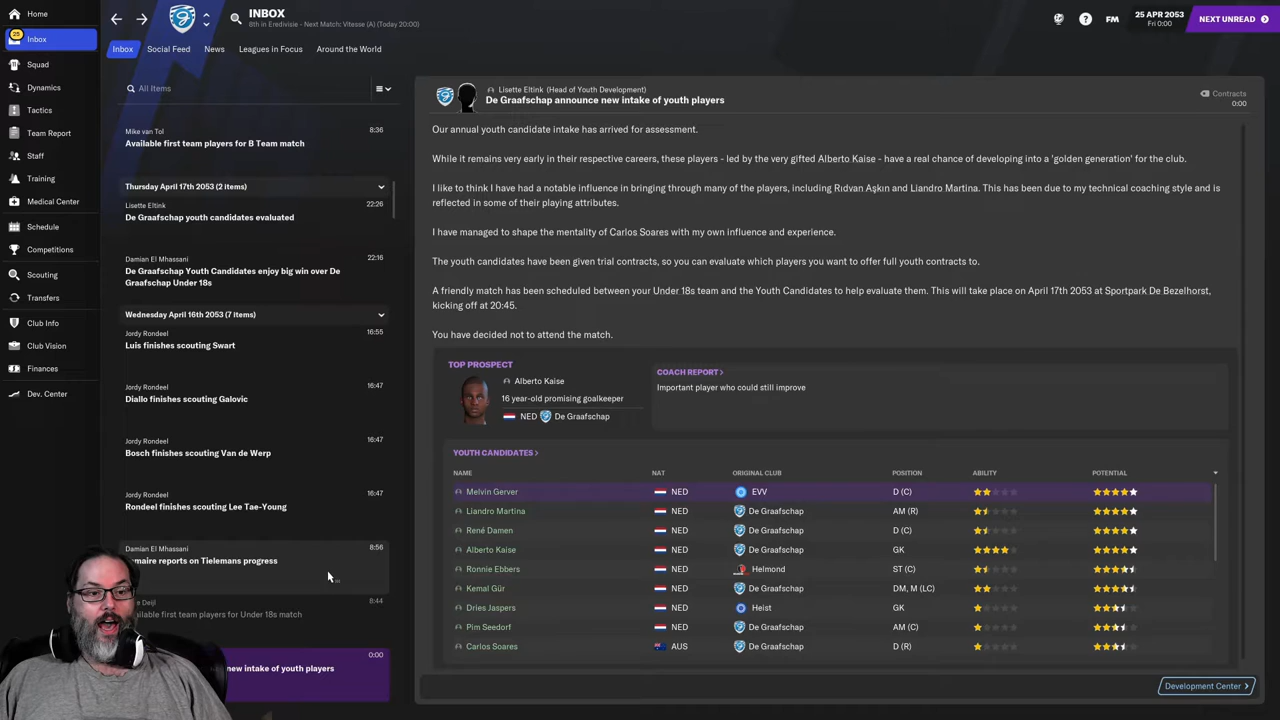 Home
25
Inbox
Squad
Dynamics
Tactics
Team Report
Staff
Training
Medical Center
Schedule
Competitions
Scouting
Transfers
Club Info
Club Vision
Finances
Dev. Center
INBOX
8th in Eredivisie - Next Match: Vitesse (A) (Today 20:00)
FM
25 APR 2053
Fri 0:00
NEXT UNREAD
Inbox
Social Feed
News
Leagues in Focus
Around the World
All Items
Mike van Tol
8:36
Available first team players for B Team match
Thursday April 17th 2053 (2 items)
Lisette Eltink
22:26
De Graafschap youth candidates evaluated
Damian El Mhassani
22:16
De Graafschap Youth Candidates enjoy big win over De
Graafschap Under 18s
Wednesday April 16th 2053 (7 items)
Jordy Rondeel
16:55
Luis finishes scouting Swart
Jordy Rondeel
16:47
Diallo finishes scouting Galovic
Jordy Rondeel
16:47
Bosch finishes scouting Van de Werp
Jordy Rondeel
16:47
Rondeel finishes scouting Lee Tae-Young
Damian El Mhassani
8:56
reports on Tielemans progress
Deijl
8:44
first team players for Under 18s match
0:00
new intake of youth players
Lisette Eltink (Head of Youth Development)
De Graafschap announce new intake of youth players
Contracts
0:00
Our annual youth candidate intake has arrived for assessment.
While it remains very early in their respective careers, these players - led by the very gifted Alberto Kaise - have a real chance of developing into a 'golden generation' for the club.
I like to think I have had a notable influence in bringing through many of the players, including Rıdvan Aşkın and Liandro Martina. This has been due to my technical coaching style and is
reflected in some of their playing attributes.
I have managed to shape the mentality of Carlos Soares with my own influence and experience.
The youth candidates have been given trial contracts, so you can evaluate which players you want to offer full youth contracts to.
A friendly match has been scheduled between your Under 18s team and the Youth Candidates to help evaluate them. This will take place on April 17th 2053 at Sportpark De Bezelhorst,
kicking off at 20:45.
You have decided not to attend the match.
TOP PROSPECT
Alberto Kaise
16 year-old promising goalkeeper
NED De Graafschap
COACH REPORT >
Important player who could still improve
YOUTH CANDIDATES >
NAME NAT ORIGINAL CLUB POSITION ABILITY POTENTIAL
Melvin Gerver NED EVV D (C)
Liandro Martina NED De Graafschap AM (R)
René Damen NED De Graafschap D (C)
Alberto Kaise NED De Graafschap GK
Ronnie Ebbers NED Helmond ST (C)
Kemal Gür NED De Graafschap DM, M (LC)
Dries Jaspers NED Heist GK
Pim Seedorf NED De Graafschap AM (C)
Carlos Soares AUS De Graafschap D (R)
Development Center >